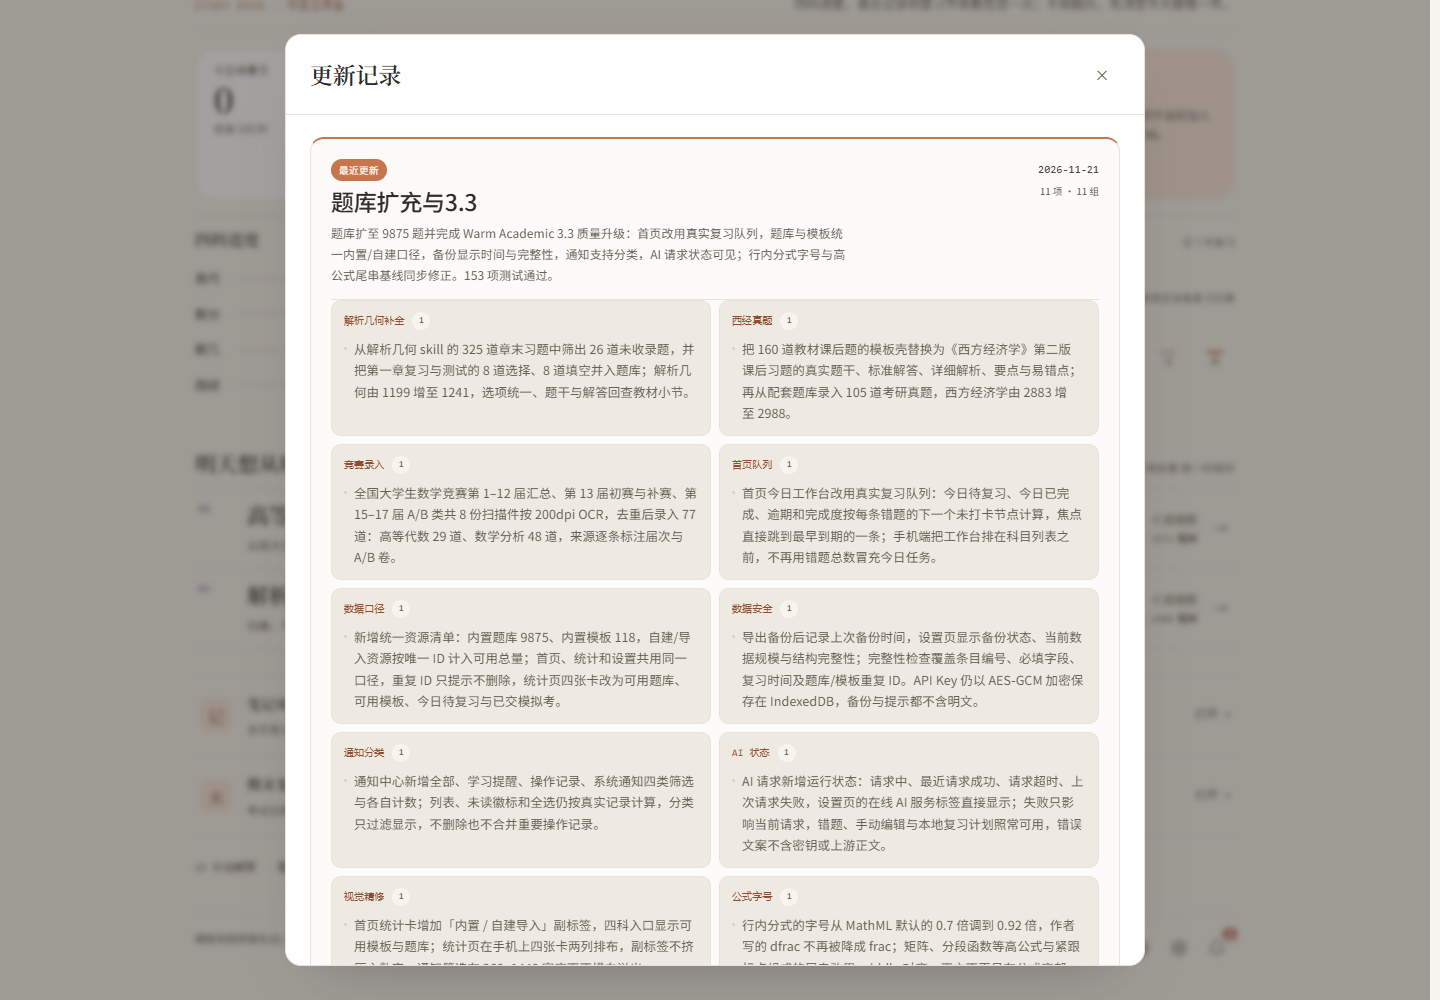 更新记录
最近更新
2026-11-21
题库扩充与3.3
11 项 · 11 组
题库扩至 9875 题并完成 Warm Academic 3.3 质量升级：首页改用真实复习队列，题库与模板统
一内置/自建口径，备份显示时间与完整性，通知支持分类，AI 请求状态可见；行内分式字号与高
公式尾串基线同步修正。153 项测试通过。
解析几何补全 1
从解析几何 skill 的 325 道章末习题中筛出 26 道未收录题，并
把第一章复习与测试的 8 道选择、8 道填空并入题库；解析几
何由 1199 增至 1241，选项统一、题干与解答回查教材小节。
西经真题 1
把 160 道教材课后题的模板壳替换为《西方经济学》第二版
课后习题的真实题干、标准解答、详细解析、要点与易错点；
再从配套题库录入 105 道考研真题，西方经济学由 2883 增
至 2988。
竞赛录入 1
全国大学生数学竞赛第 1–12 届汇总、第 13 届初赛与补赛、第
15–17 届 A/B 类共 8 份扫描件按 200dpi OCR，去重后录入 77
道：高等代数 29 道、数学分析 48 道，来源逐条标注届次与
A/B 卷。
首页队列 1
首页今日工作台改用真实复习队列：今日待复习、今日已完
成、逾期和完成度按每条错题的下一个未打卡节点计算，焦点
直接跳到最早到期的一条；手机端把工作台排在科目列表之
前，不再用错题总数冒充今日任务。
数据口径 1
新增统一资源清单：内置题库 9875、内置模板 118，自建/导
入资源按唯一 ID 计入可用总量；首页、统计和设置共用同一
口径，重复 ID 只提示不删除，统计页四张卡改为可用题库、
可用模板、今日待复习与已交模拟考。
数据安全 1
导出备份后记录上次备份时间，设置页显示备份状态、当前数
据规模与结构完整性；完整性检查覆盖条目编号、必填字段、
复习时间及题库/模板重复 ID。API Key 仍以 AES-GCM 加密保
存在 IndexedDB，备份与提示都不含明文。
通知分类 1
通知中心新增全部、学习提醒、操作记录、系统通知四类筛选
与各自计数；列表、未读徽标和全选仍按真实记录计算，分类
只过滤显示，不删除也不合并重要操作记录。
AI 状态 1
AI 请求新增运行状态：请求中、最近请求成功、请求超时、上
次请求失败，设置页的在线 AI 服务标签直接显示；失败只影
响当前请求，错题、手动编辑与本地复习计划照常可用，错误
文案不含密钥或上游正文。
视觉精修 1
首页统计卡增加「内置 / 自建导入」副标签，四科入口显示可
用模板与题库；统计页在手机上四张卡两列排布，副标签不挤
公式字号 1
行内分式的字号从 MathML 默认的 0.7 倍调到 0.92 倍，作者
写的 dfrac 不再被降成 frac；矩阵、分段函数等高公式与紧跟